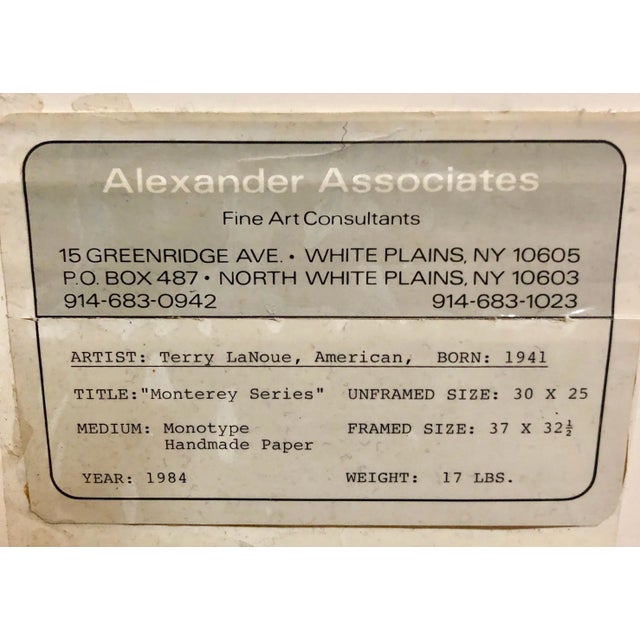 Alexander Associates
Fine Art Consultants
15 GREENRIDGE AVE. • WHITE PLAINS, NY 10605
P.O. BOX 487 • NORTH WHITE PLAINS, NY 10603
914-683-0942 914-683-1023
ARTIST: Terry LaNoue, American, BORN: 1941
TITLE:"Monterey Series" UNFRAMED SIZE: 30 X 25
MEDIUM: Monotype FRAMED SIZE: 37 X 32½
Handmade Paper
YEAR: 1984 WEIGHT: 17 LBS.